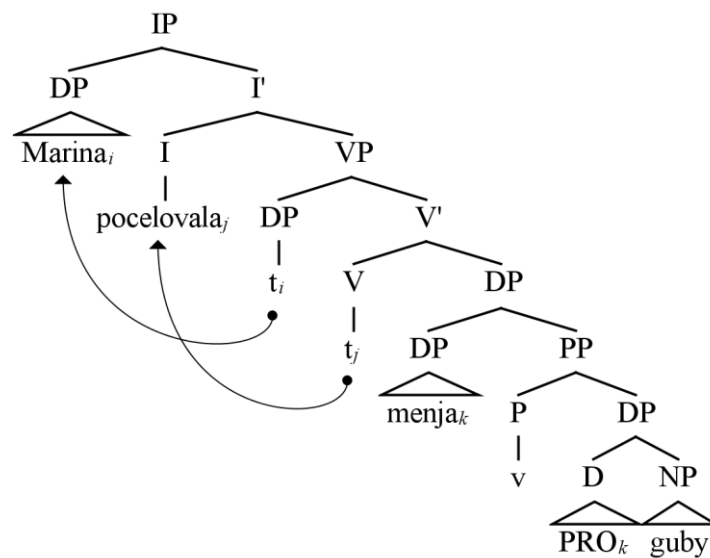 IP
DP I'
Marinaᵢ I VP
pocelovalaⱼ DP V'
tᵢ V DP
tⱼ DP PP
menjaₖ P DP
v D NP
PROₖ guby